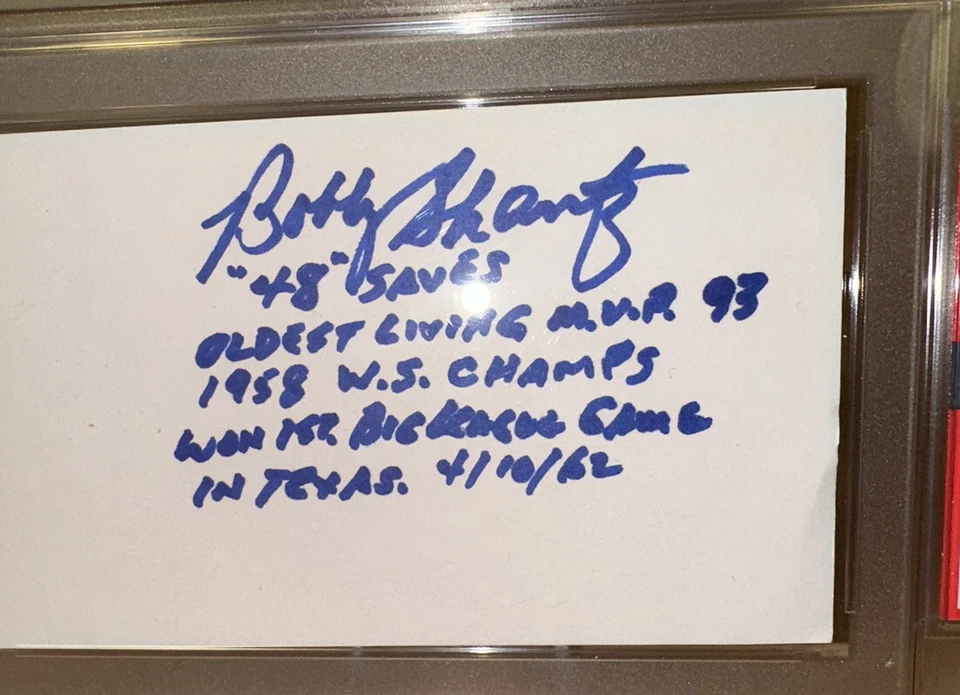 Bobby Shantz
"48" SAVES
OLDEST LIVING M.V.P. 93
1958 W.S. CHAMPS
WON 1ST. BIG LEAGUE GAME
IN TEXAS. 4/10/62